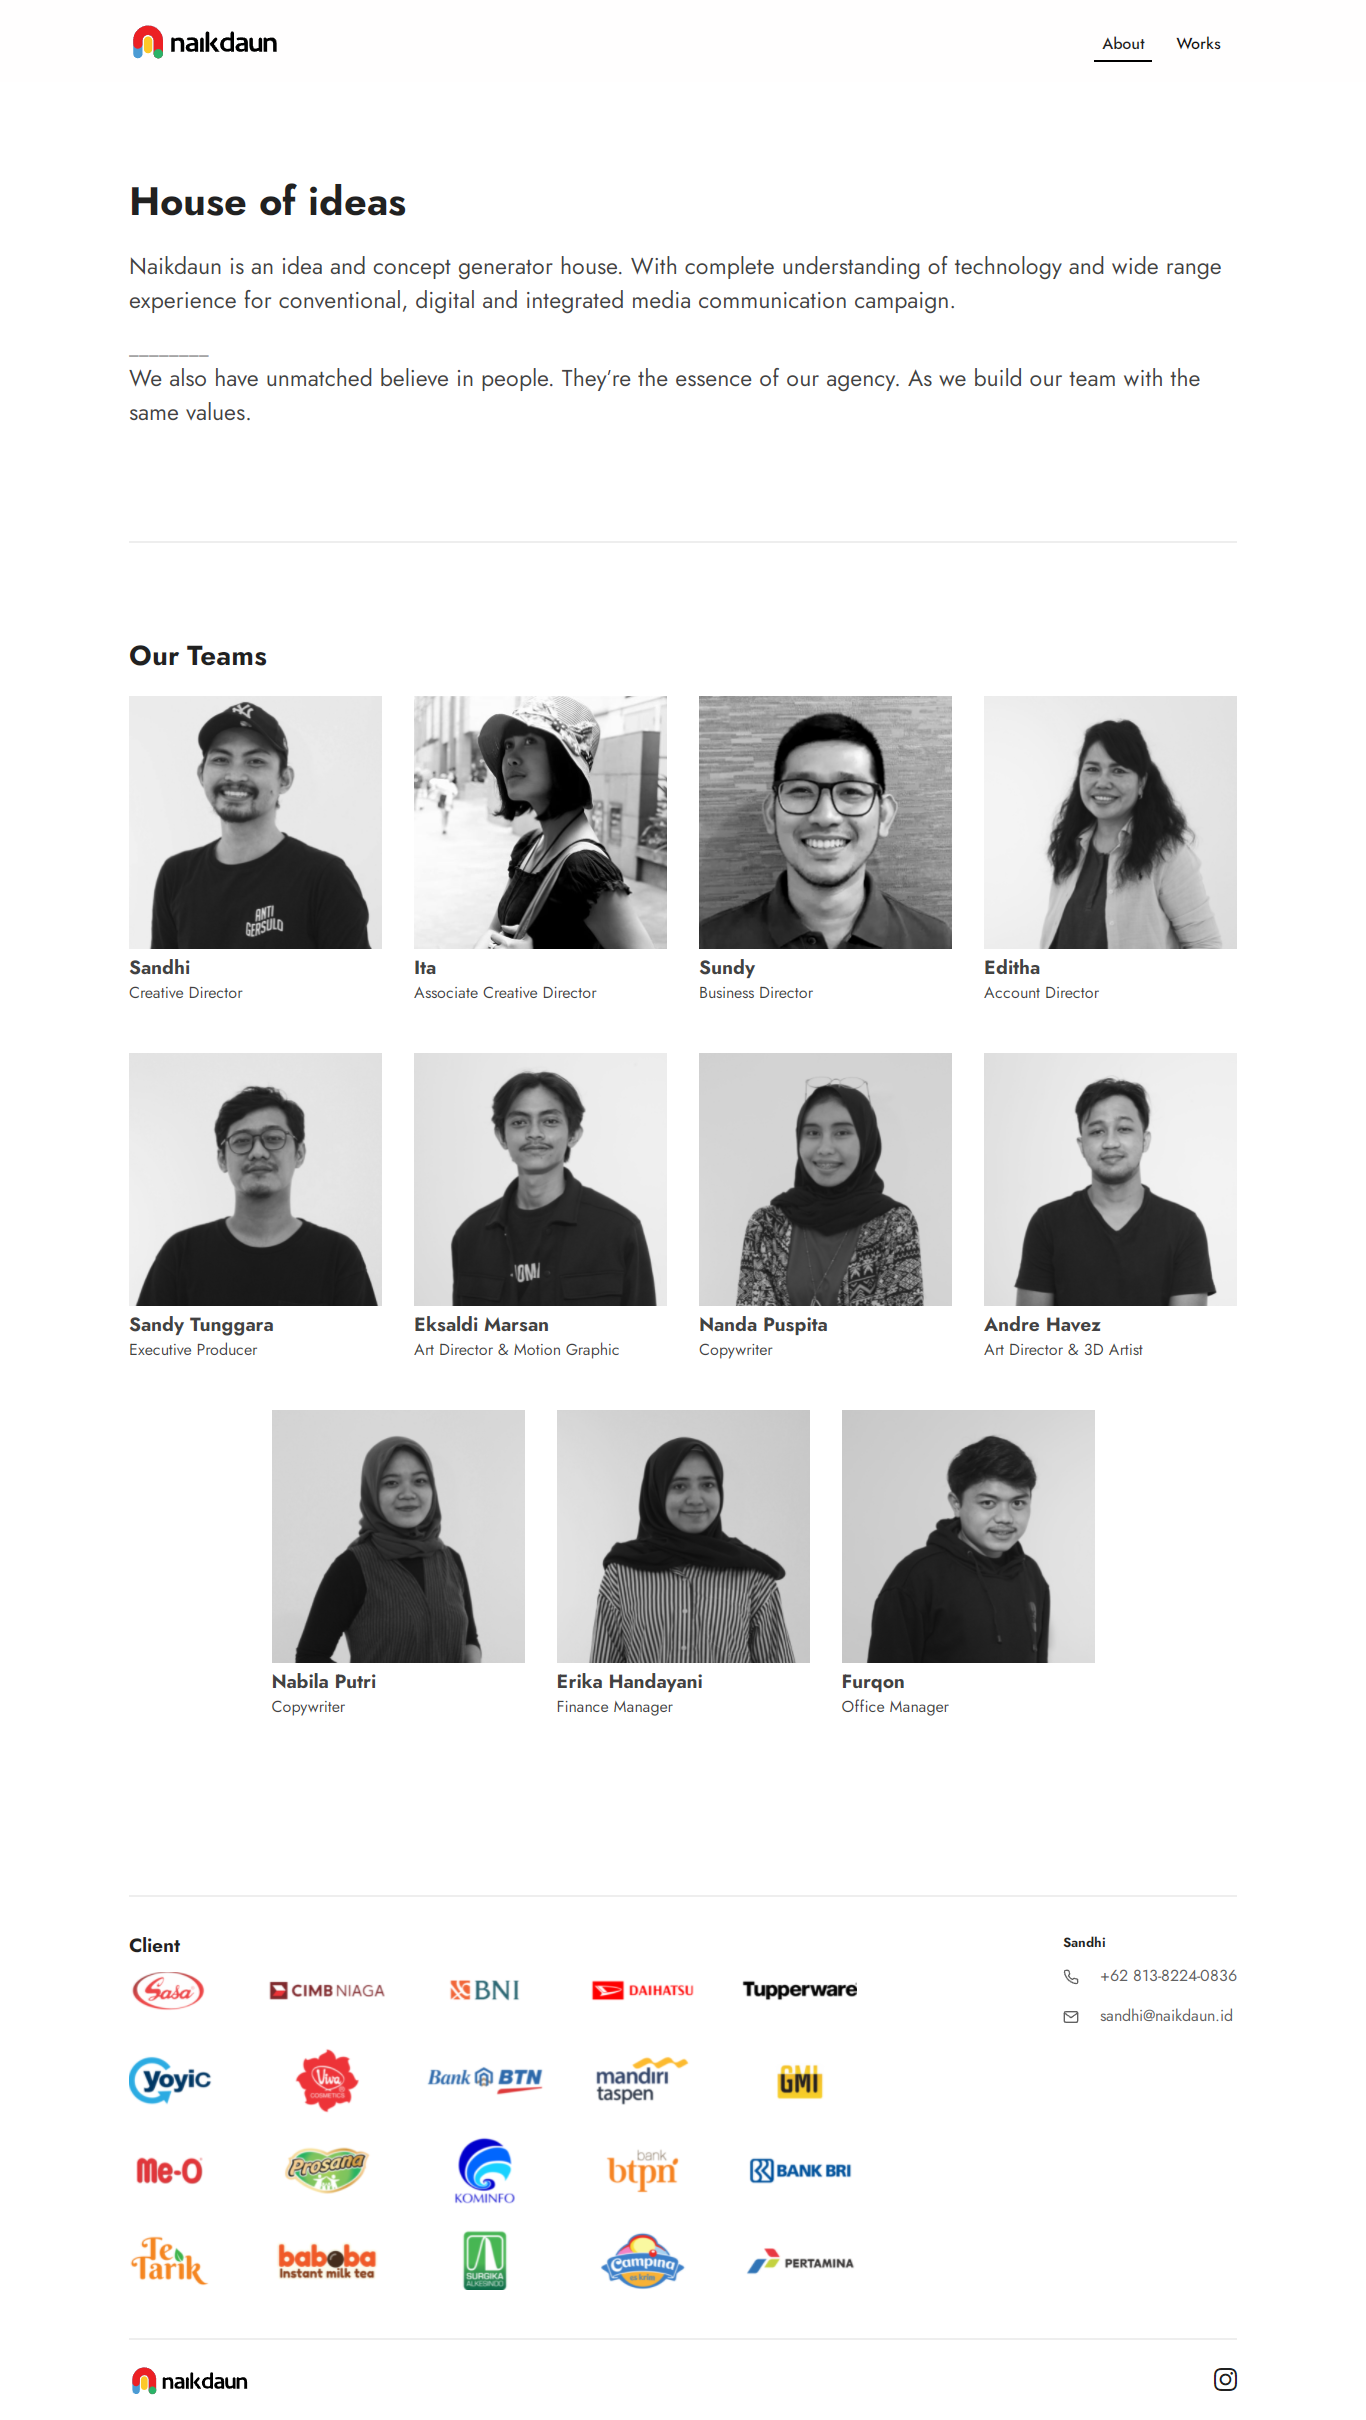 naikdaun
About
Works
House of ideas
Naikdaun is an idea and concept generator house. With complete understanding of technology and wide range
experience for conventional, digital and integrated media communication campaign.
________
We also have unmatched believe in people. They’re the essence of our agency. As we build our team with the
same values.
Our Teams
ANTI
GERSULO
Sandhi
Creative Director
Ita
Associate Creative Director
Sundy
Business Director
Editha
Account Director
Sandy Tunggara
Executive Producer
Eksaldi Marsan
Art Director & Motion Graphic
Nanda Puspita
Copywriter
Andre Havez
Art Director & 3D Artist
Nabila Putri
Copywriter
Erika Handayani
Finance Manager
Furqon
Office Manager
Client
Sasa
CIMB NIAGA
BNI
DAIHATSU
Tupperware
Yoyic
Viva
COSMETICS
Bank BTN
mandiri
taspen
GMI
Me-O
Prosana
KOMINFO
bank
btpn
BANK BRI
Te
Tarik
baboba
Instant milk tea
SURGIKA
ALKESINDO
Campina
es krim
PERTAMINA
Sandhi
+62 813-8224-0836
sandhi@naikdaun.id
naikdaun